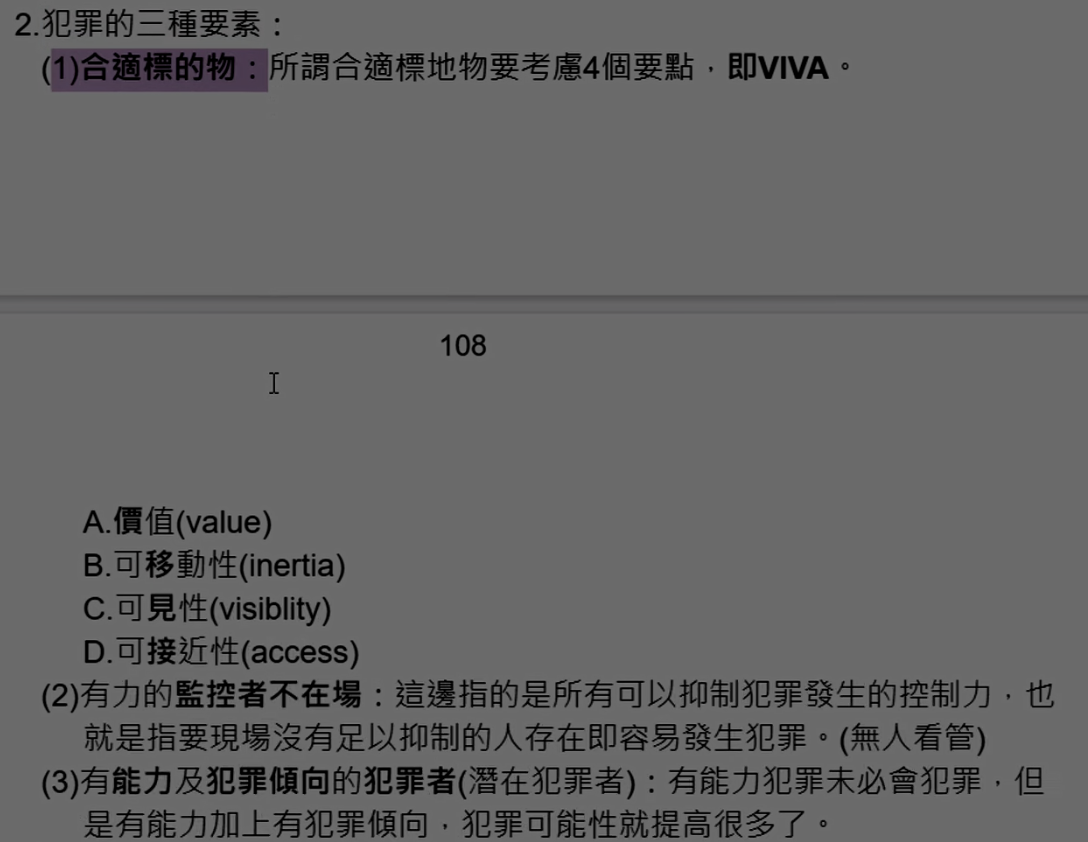 2.犯罪的三種要素：
(1)合適標的物：所謂合適標地物要考慮4個要點，即VIVA。
108
A.價值(value)
B.可移動性(inertia)
C.可見性(visiblity)
D.可接近性(access)
(2)有力的監控者不在場：這邊指的是所有可以抑制犯罪發生的控制力，也
就是指要現場沒有足以抑制的人存在即容易發生犯罪。(無人看管)
(3)有能力及犯罪傾向的犯罪者(潛在犯罪者)：有能力犯罪未必會犯罪，但
是有能力加上有犯罪傾向，犯罪可能性就提高很多了。